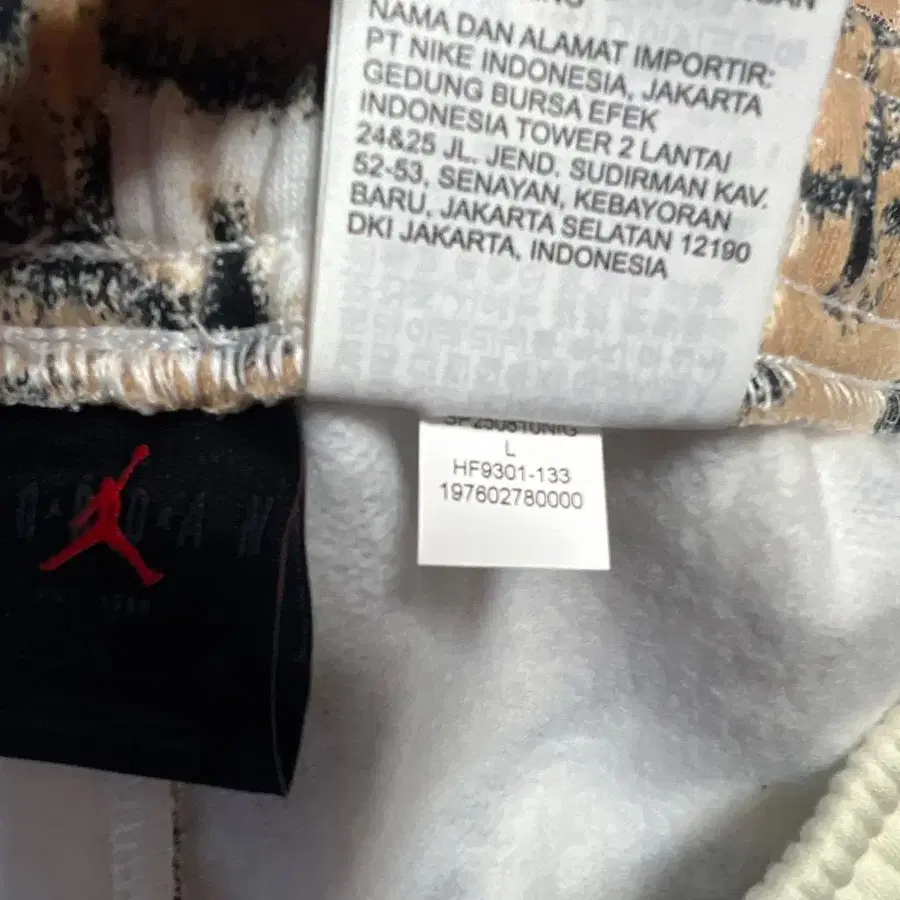 NAMA DAN ALAMAT IMPORTIR:
PT NIKE INDONESIA, JAKARTA
GEDUNG BURSA EFEK
INDONESIA TOWER 2 LANTAI
24&25 JL. JEND. SUDIRMAN KAV.
52-53, SENAYAN, KEBAYORAN
BARU, JAKARTA SELATAN 12190
DKI JAKARTA, INDONESIA
L
HF9301-133
197602780000